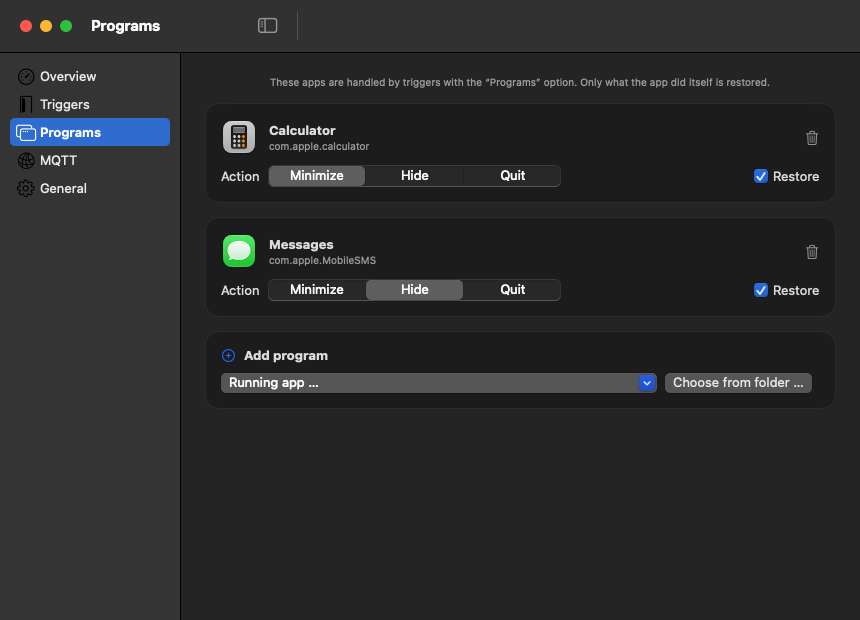 Programs
Overview
Triggers
Programs
MQTT
General
These apps are handled by triggers with the “Programs” option. Only what the app did itself is restored.
Calculator
com.apple.calculator
Action Minimize Hide Quit Restore
Messages
com.apple.MobileSMS
Action Minimize Hide Quit Restore
Add program
Running app ... Choose from folder ...